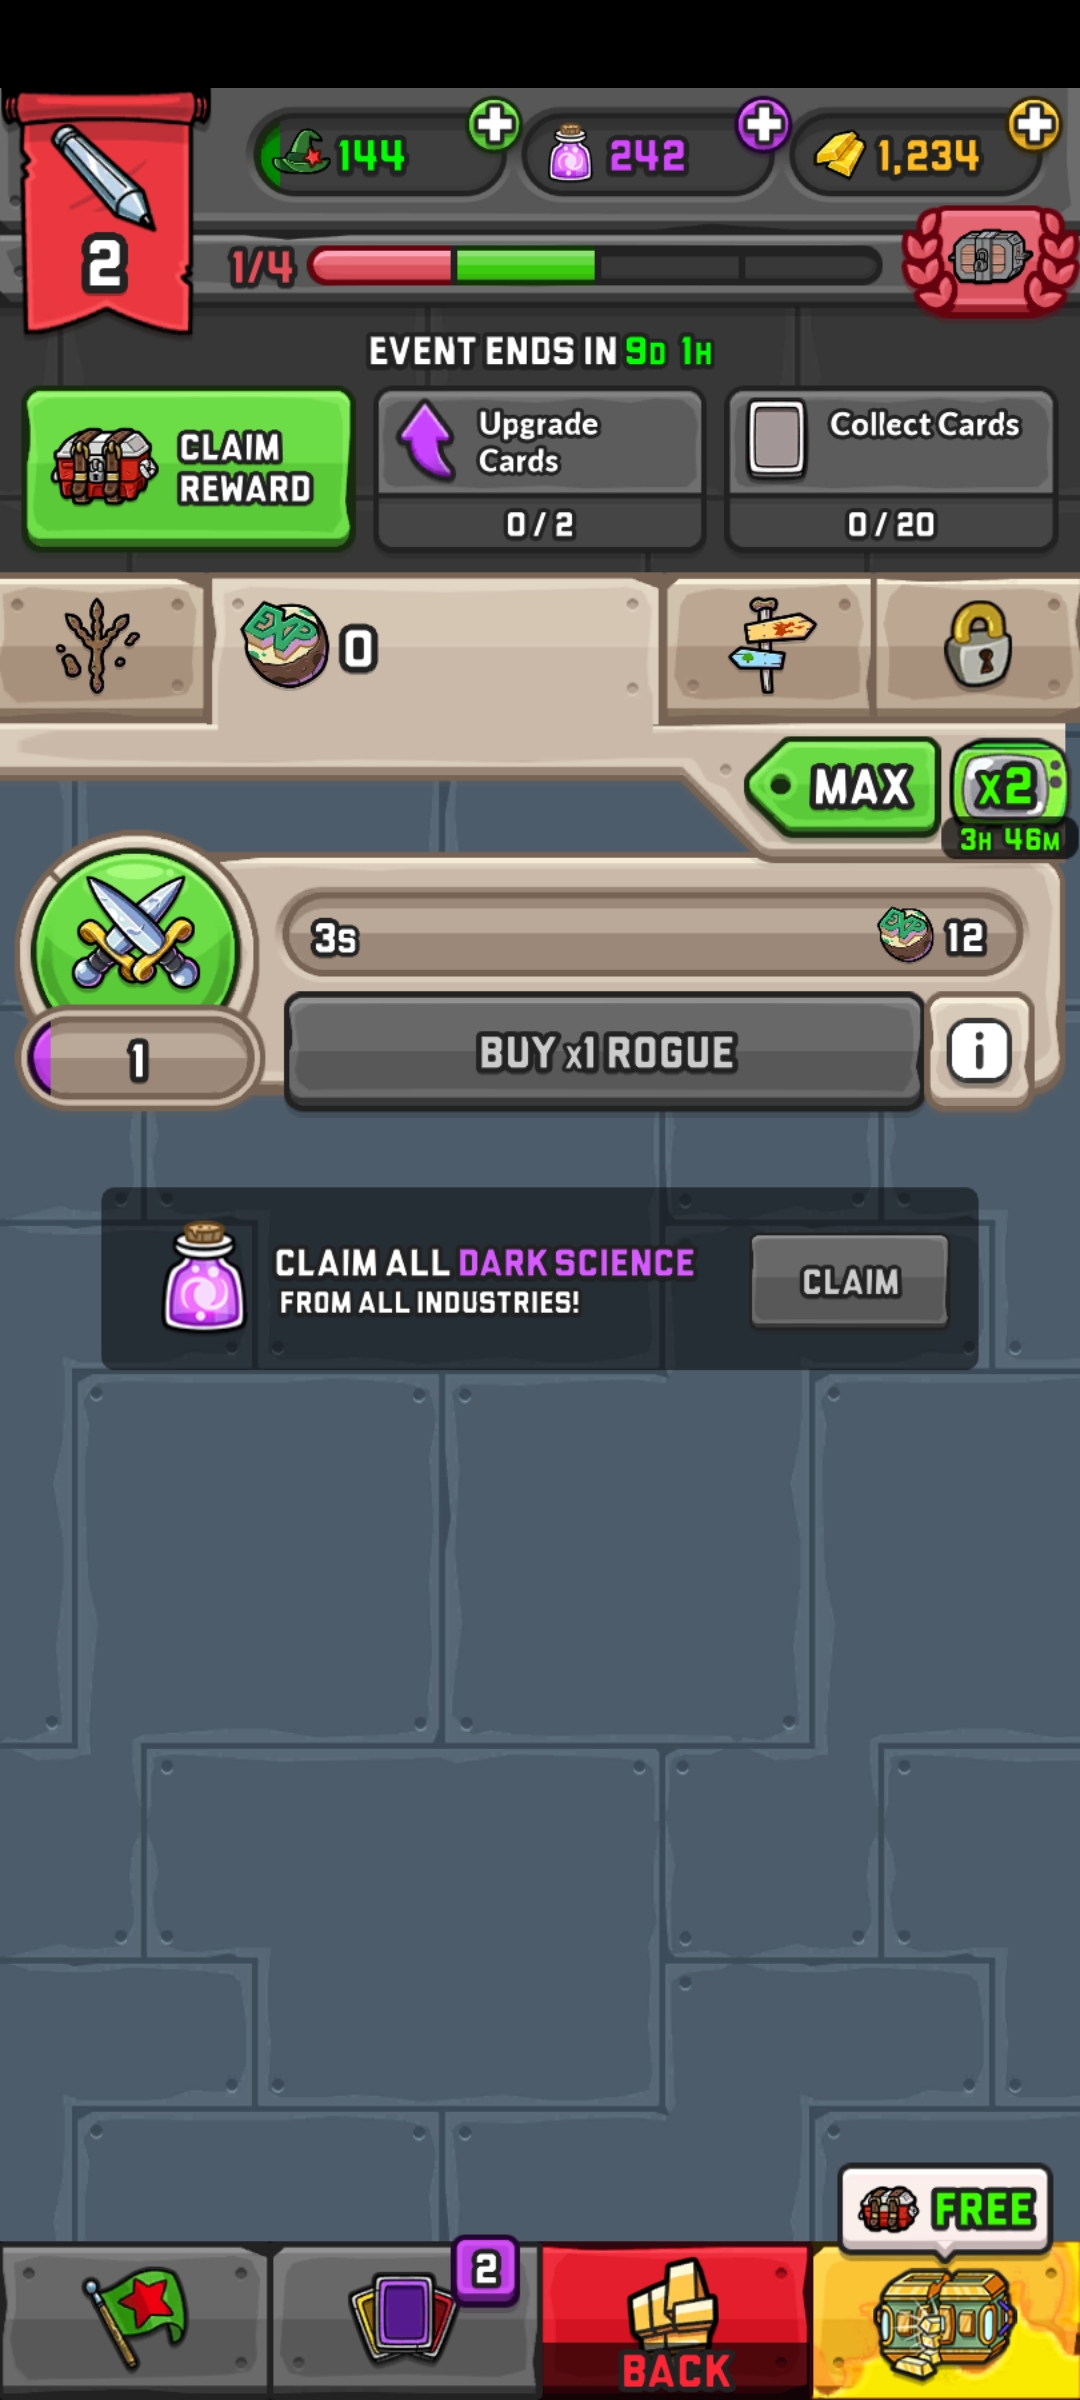 144
242
1,234
2
1/4
EVENT ENDS IN 9D 1H
CLAIM
REWARD
Upgrade
Cards
0 / 2
Collect Cards
0 / 20
EXP
0
MAX
x2
3H 46M
3s
EXP
12
1
BUY x1 ROGUE
i
CLAIM ALL DARK SCIENCE
FROM ALL INDUSTRIES!
CLAIM
FREE
2
BACK